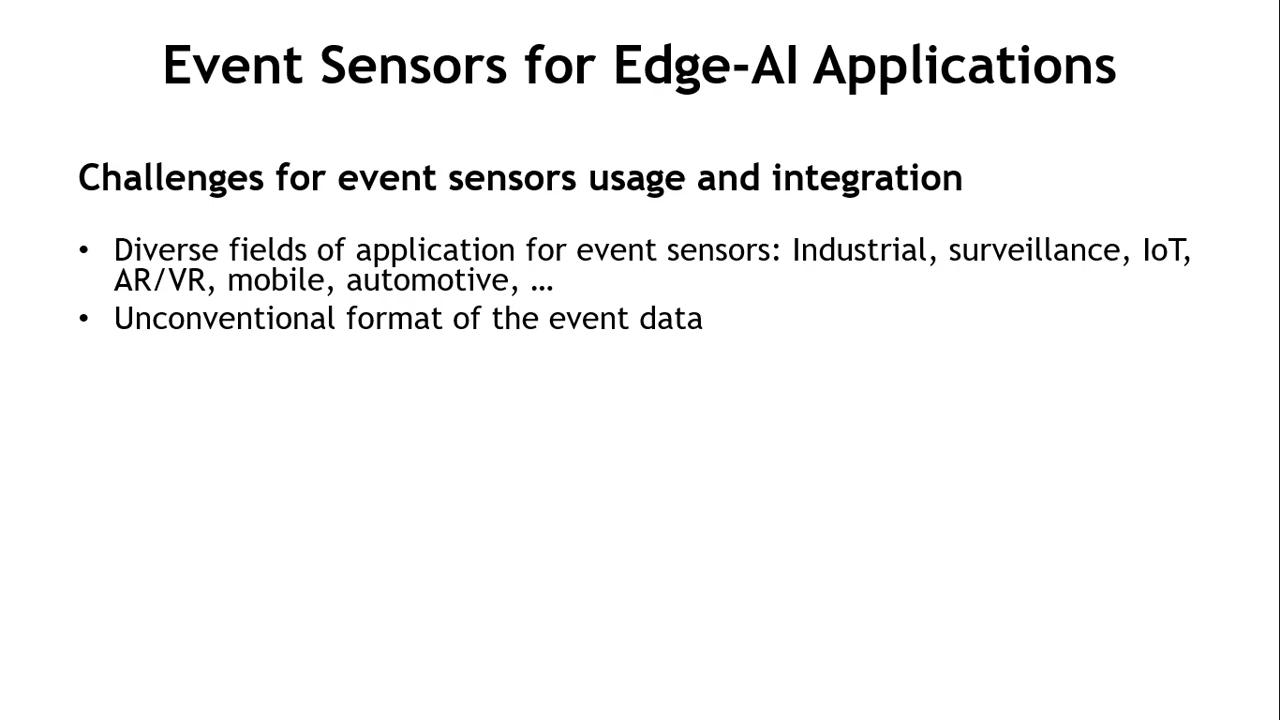 Event Sensors for Edge-AI Applications
Challenges for event sensors usage and integration
• Diverse fields of application for event sensors: Industrial, surveillance, IoT,
AR/VR, mobile, automotive, …
• Unconventional format of the event data